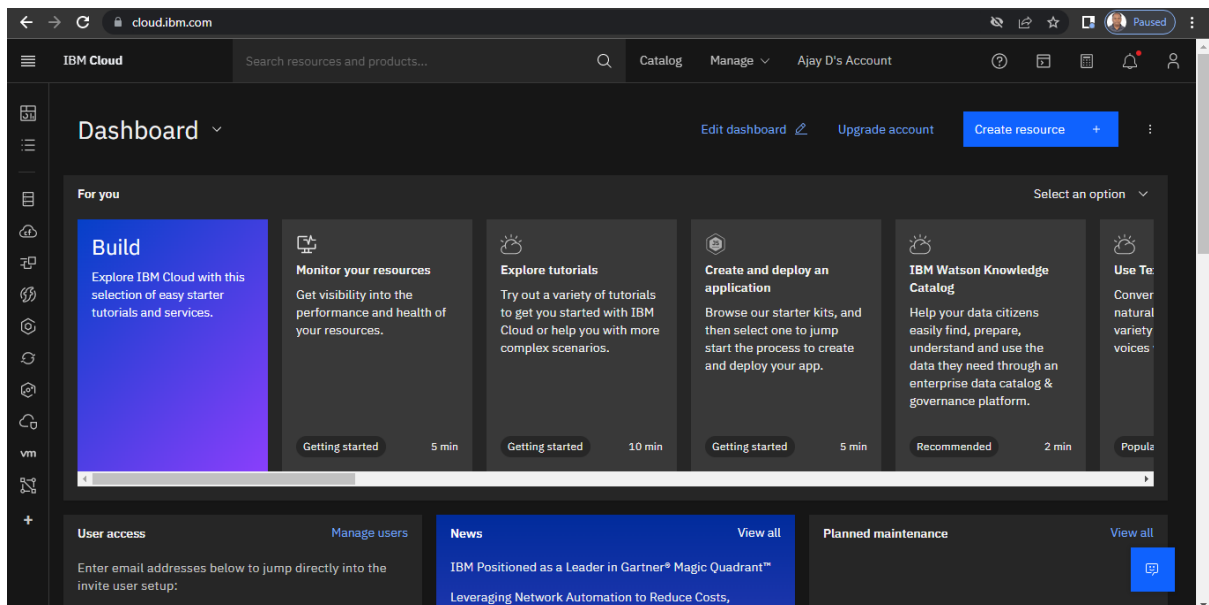 cloud.ibm.com
Paused
IBM Cloud
Search resources and products...
Catalog
Manage
Ajay D's Account
Dashboard
Edit dashboard
Upgrade account
Create resource +
For you
Select an option
Build
Explore IBM Cloud with this
selection of easy starter
tutorials and services.
Monitor your resources
Get visibility into the
performance and health of
your resources.
Getting started
5 min
Explore tutorials
Try out a variety of tutorials
to get you started with IBM
Cloud or help you with more
complex scenarios.
Getting started
10 min
Create and deploy an
application
Browse our starter kits, and
then select one to jump
start the process to create
and deploy your app.
Getting started
5 min
IBM Watson Knowledge
Catalog
Help your data citizens
easily find, prepare,
understand and use the
data they need through an
enterprise data catalog &
governance platform.
Recommended
2 min
Use Te
Conver
natural
variety
voices
Popula
vm
User access
Manage users
Enter email addresses below to jump directly into the
invite user setup:
News
View all
IBM Positioned as a Leader in Gartner® Magic Quadrant™
Leveraging Network Automation to Reduce Costs,
Planned maintenance
View all